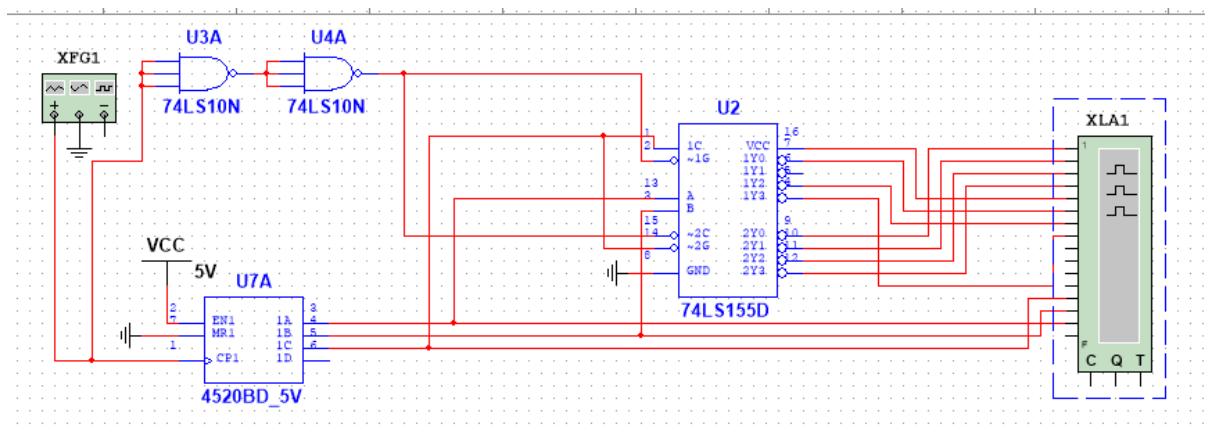 XFG1
U3A
74LS10N
U4A
74LS10N
U2
1 1C VCC 16
2 ~1G 1Y0 7
1Y1 6
1Y2 5
1Y3 4
13 A
3 B
15 ~2C 2Y0 9
14 ~2G 2Y1 10
2Y2 11
8 GND 2Y3 12
74LS155D
XLA1
1
F
C Q T
VCC
5V
U7A
2 EN1 1A 3
7 MR1 1B 4
1C 5
1 CP1 1D 6
4520BD_5V